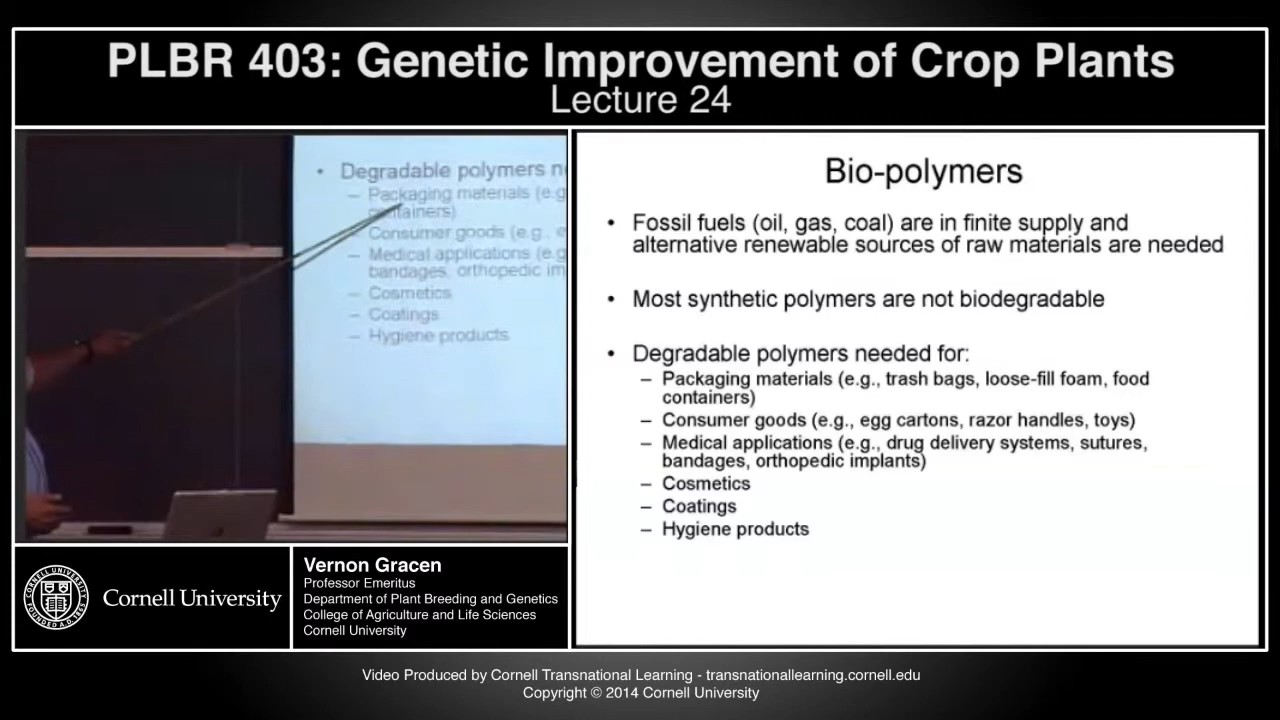 PLBR 403: Genetic Improvement of Crop Plants
Lecture 24
• Degradable polymers n
– Packaging materials (e.g
containers)
– Consumer goods (e.g., e
– Medical applications (e.g
bandages, orthopedic im
– Cosmetics
– Coatings
– Hygiene products
Bio-polymers
• Fossil fuels (oil, gas, coal) are in finite supply and
alternative renewable sources of raw materials are needed
• Most synthetic polymers are not biodegradable
• Degradable polymers needed for:
– Packaging materials (e.g., trash bags, loose-fill foam, food
containers)
– Consumer goods (e.g., egg cartons, razor handles, toys)
– Medical applications (e.g., drug delivery systems, sutures,
bandages, orthopedic implants)
– Cosmetics
– Coatings
– Hygiene products
CORNELL UNIVERSITY
FOUNDED A.D. 1865
Cornell University
Vernon Gracen
Professor Emeritus
Department of Plant Breeding and Genetics
College of Agriculture and Life Sciences
Cornell University
Video Produced by Cornell Transnational Learning - transnationallearning.cornell.edu
Copyright © 2014 Cornell University